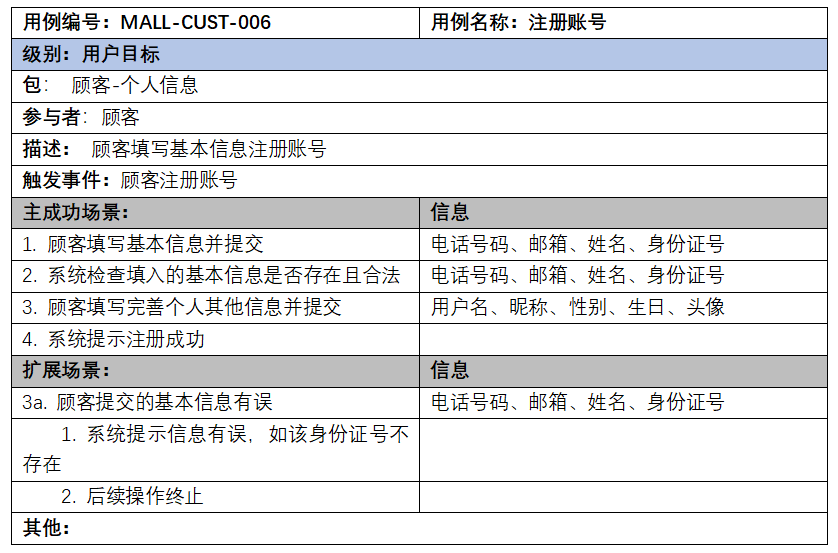 用例编号：MALL-CUST-006 用例名称：注册账号
级别：用户目标
包： 顾客-个人信息
参与者：顾客
描述： 顾客填写基本信息注册账号
触发事件：顾客注册账号
主成功场景： 信息
1. 顾客填写基本信息并提交 电话号码、邮箱、姓名、身份证号
2. 系统检查填入的基本信息是否存在且合法 电话号码、邮箱、姓名、身份证号
3. 顾客填写完善个人其他信息并提交 用户名、昵称、性别、生日、头像
4. 系统提示注册成功
扩展场景： 信息
3a. 顾客提交的基本信息有误 电话号码、邮箱、姓名、身份证号
1. 系统提示信息有误，如该身份证号不
存在
2. 后续操作终止
其他：